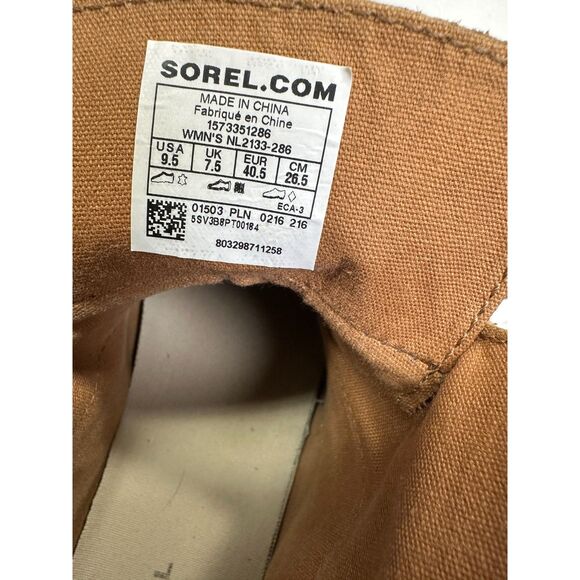 SOREL.COM
MADE IN CHINA
Fabriqué en Chine
1573351286
WMN'S NL2133-286
USA UK EUR CM
9.5 7.5 40.5 26.5
ECA-3
01503 PLN 0216 216
5SV3B8PT00184
803298711258
L